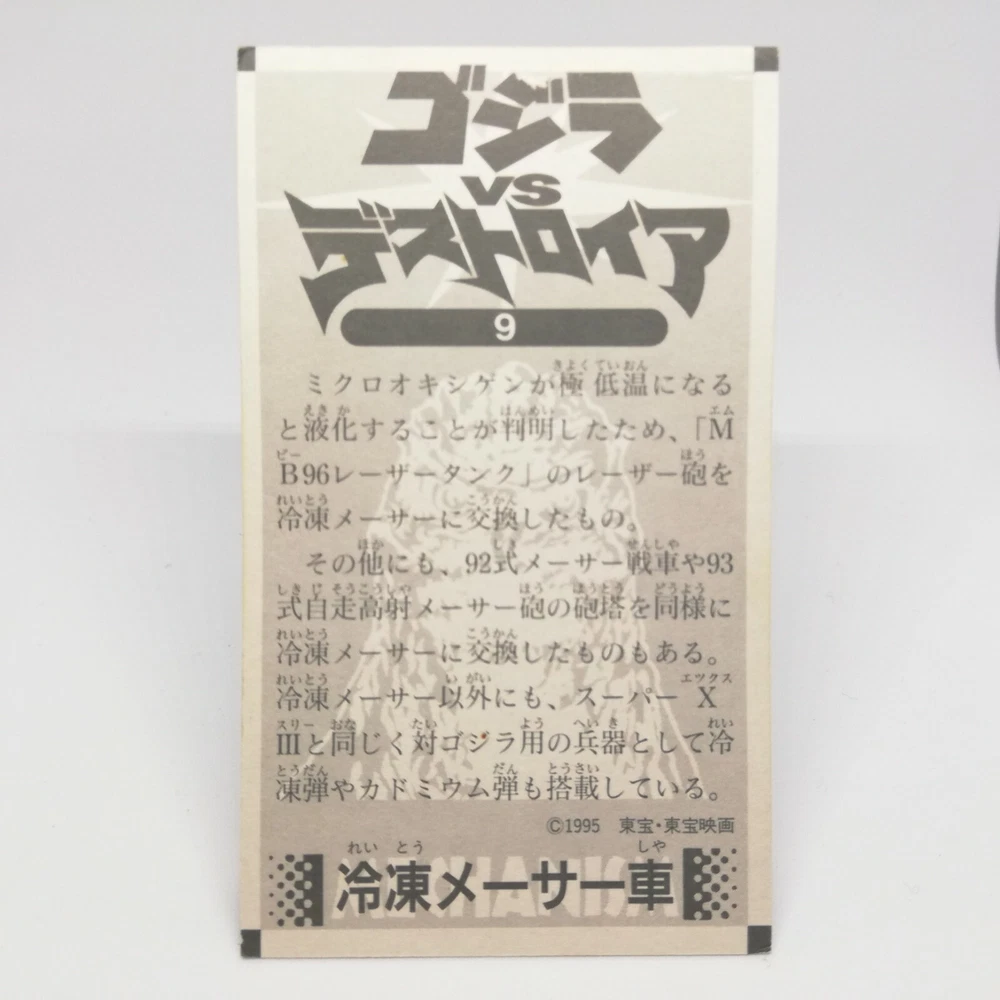 ゴジラ
VS
デストロイア
9
ミクロオキシゲンが極低温になる
と液化することが判明したため、「M
B96レーザータンク」のレーザー砲を
冷凍メーサーに交換したもの。
その他にも、92式メーサー戦車や93
式自走高射メーサー砲の砲塔を同様に
冷凍メーサーに交換したものもある。
冷凍メーサー以外にも、スーパーX
Ⅲと同じく対ゴジラ用の兵器として冷
凍弾やカドミウム弾も搭載している。
©1995 東宝・東宝映画
冷凍メーサー車